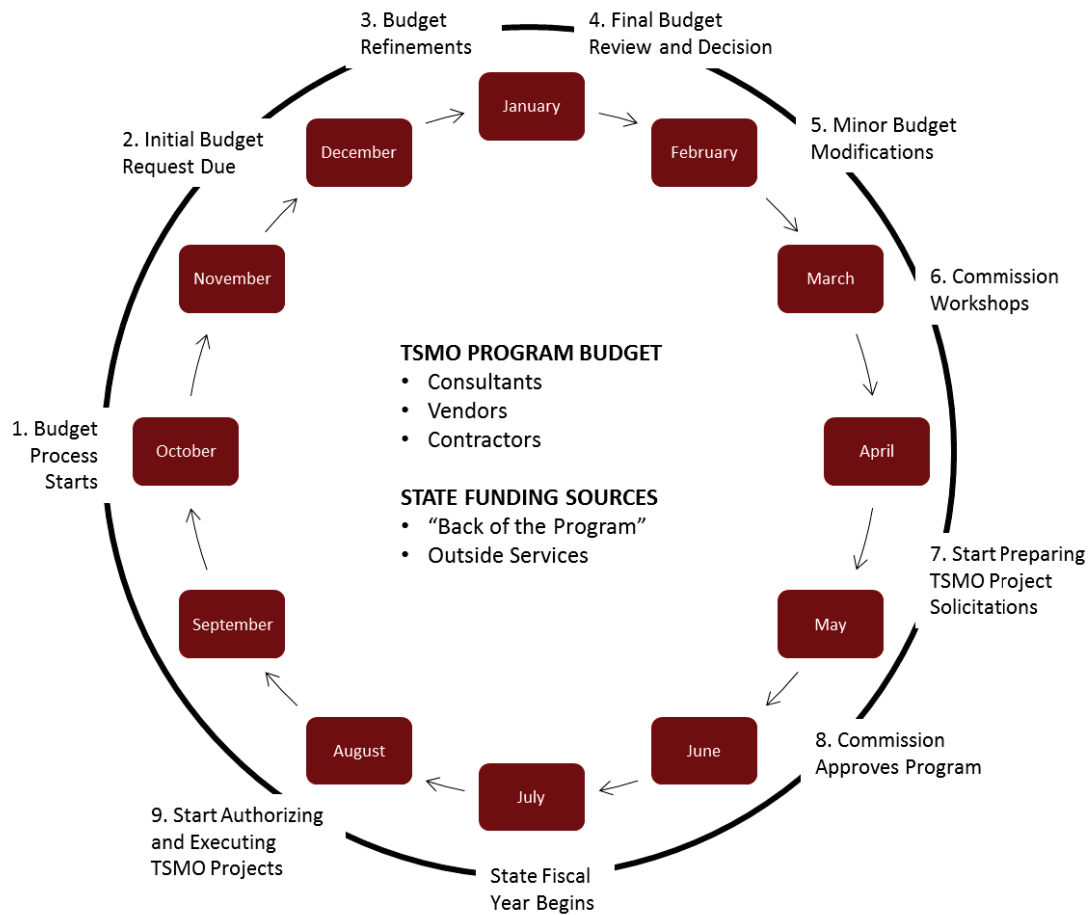 3. Budget
Refinements
4. Final Budget
Review and Decision
January
2. Initial Budget
Request Due
December
February
5. Minor Budget
Modifications
November
March
6. Commission
Workshops
TSMO PROGRAM BUDGET
• Consultants
• Vendors
• Contractors
1. Budget
Process
Starts
October
April
STATE FUNDING SOURCES
• “Back of the Program”
• Outside Services
7. Start Preparing
TSMO Project
Solicitations
September
May
August
June
8. Commission
Approves Program
July
9. Start Authorizing
and Executing
TSMO Projects
State Fiscal
Year Begins